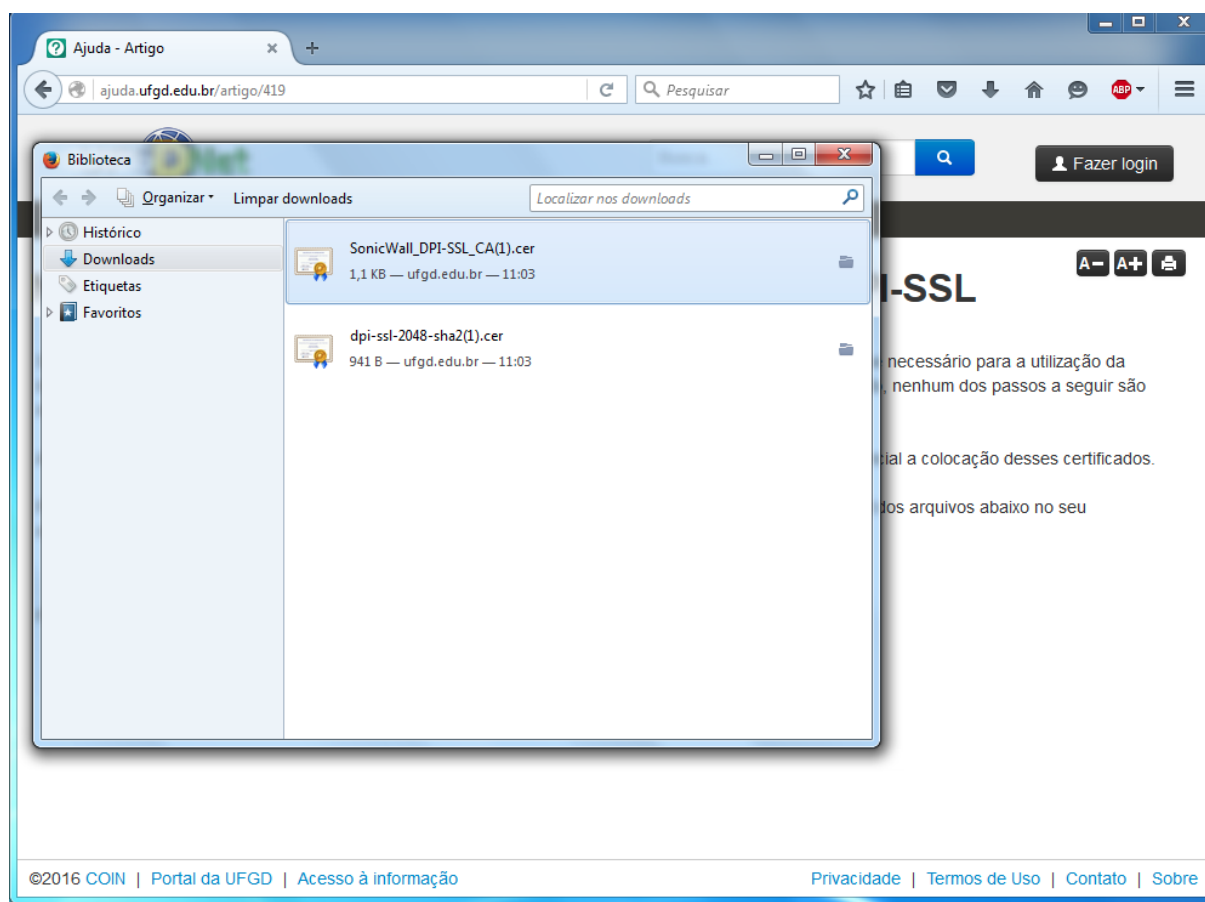 Ajuda - Artigo
ajuda.ufgd.edu.br/artigo/419
Pesquisar
ABP
Fazer login
Biblioteca
Organizar
Limpar downloads
Localizar nos downloads
Histórico
Downloads
Etiquetas
Favoritos
SonicWall_DPI-SSL_CA(1).cer
1,1 KB — ufgd.edu.br — 11:03
dpi-ssl-2048-sha2(1).cer
941 B — ufgd.edu.br — 11:03
A- A+
I-SSL
necessário para a utilização da
, nenhum dos passos a seguir são
cial a colocação desses certificados.
dos arquivos abaixo no seu
©2016 COIN | Portal da UFGD | Acesso à informação
Privacidade | Termos de Uso | Contato | Sobre